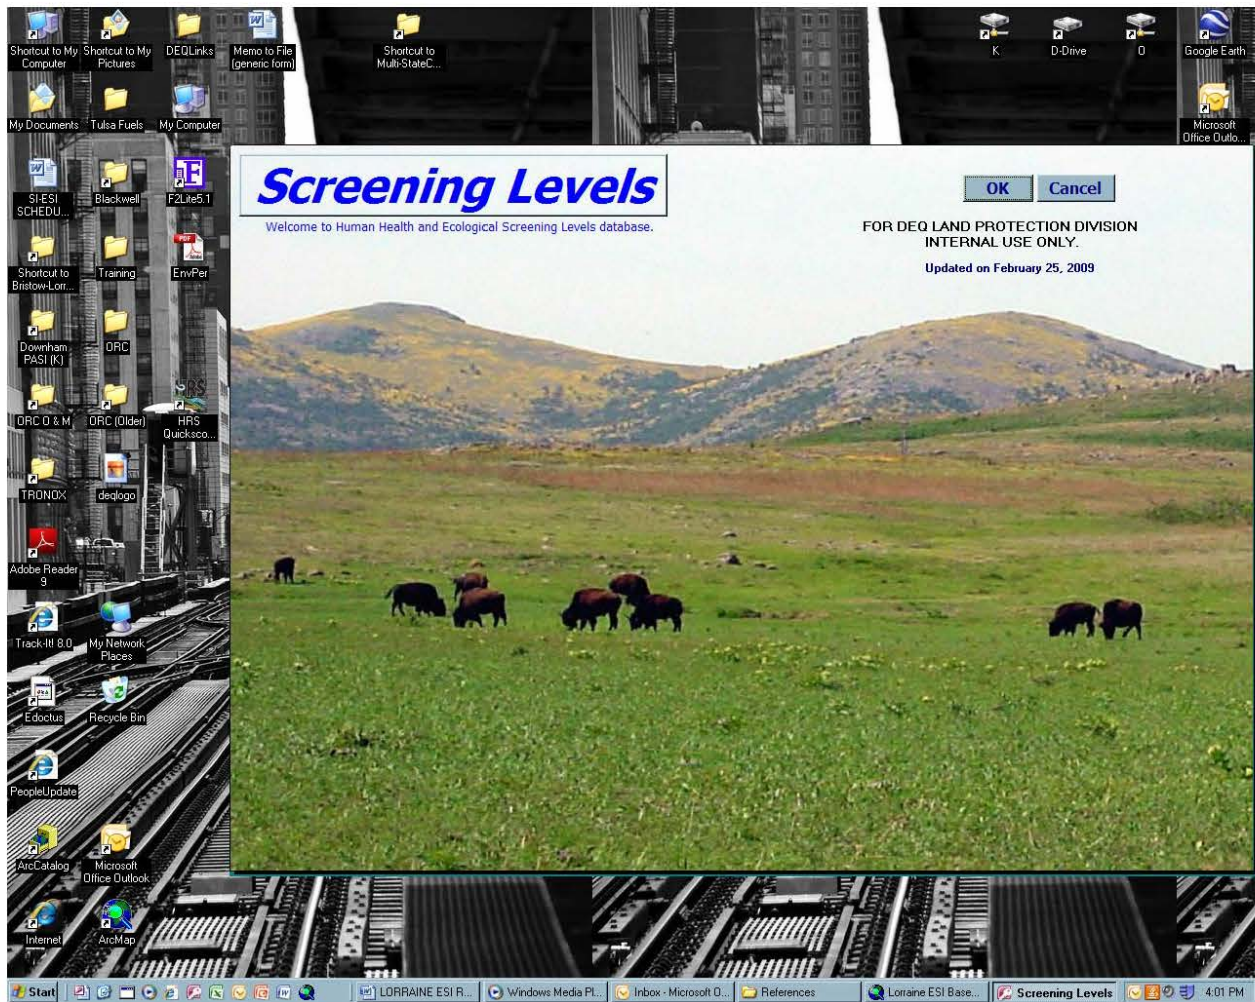 Shortcut to My
Computer
Shortcut to My
Pictures
DEQLinks
Memo to File
(generic form)
Shortcut to
Multi-StateC...
K
D-Drive
O
Google Earth
My Documents
Tulsa Fuels
My Computer
Microsoft
Office Outlo...
SI-ESI
SCHEDU...
Blackwell
F2Lite5.1
Screening Levels
Welcome to Human Health and Ecological Screening Levels database.
OK
Cancel
FOR DEQ LAND PROTECTION DIVISION
INTERNAL USE ONLY.
Updated on February 25, 2009
Shortcut to
Bristow-Lorr...
Training
EnvPer
Downham
PASI (K)
ORC
ORC O & M
ORC (Older)
HRS
Quicksco...
TRONOX
deqlogo
Adobe Reader
9
Track-It! 8.0
My Network
Places
Edoctus
Recycle Bin
PeopleUpdate
ArcCatalog
Microsoft
Office Outlook
Internet
ArcMap
Start
LORRAINE ESI R...
Windows Media Pl...
Inbox - Microsoft O...
References
Lorraine ESI Base...
Screening Levels
4:01 PM